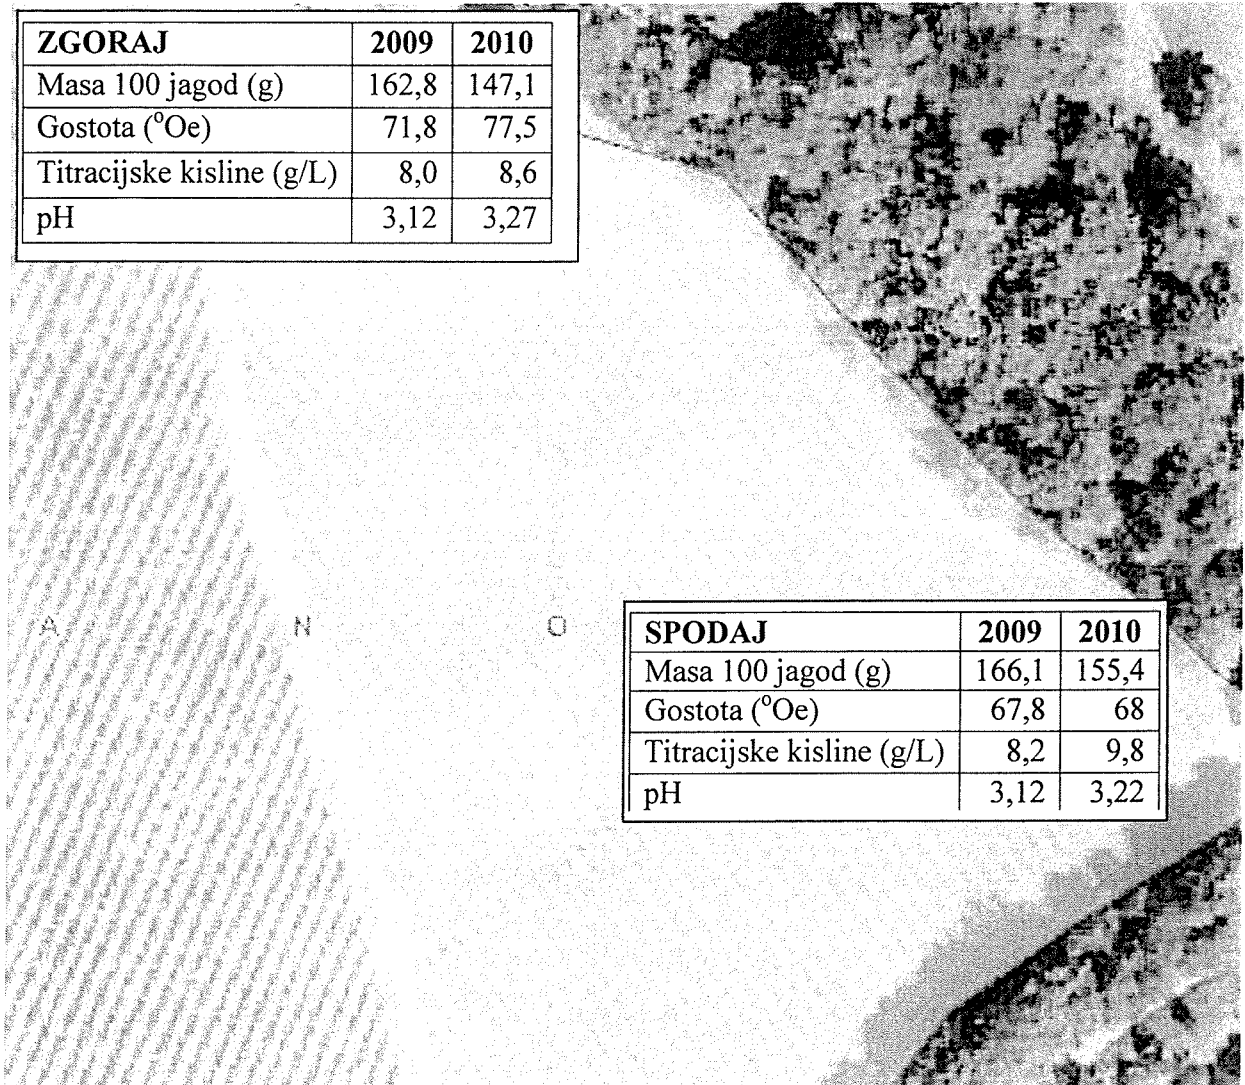 ZGORAJ 2009 2010
Masa 100 jagod (g) 162,8 147,1
Gostota (°Oe) 71,8 77,5
Titracijske kisline (g/L) 8,0 8,6
pH 3,12 3,27
A N O
SPODAJ 2009 2010
Masa 100 jagod (g) 166,1 155,4
Gostota (°Oe) 67,8 68
Titracijske kisline (g/L) 8,2 9,8
pH 3,12 3,22